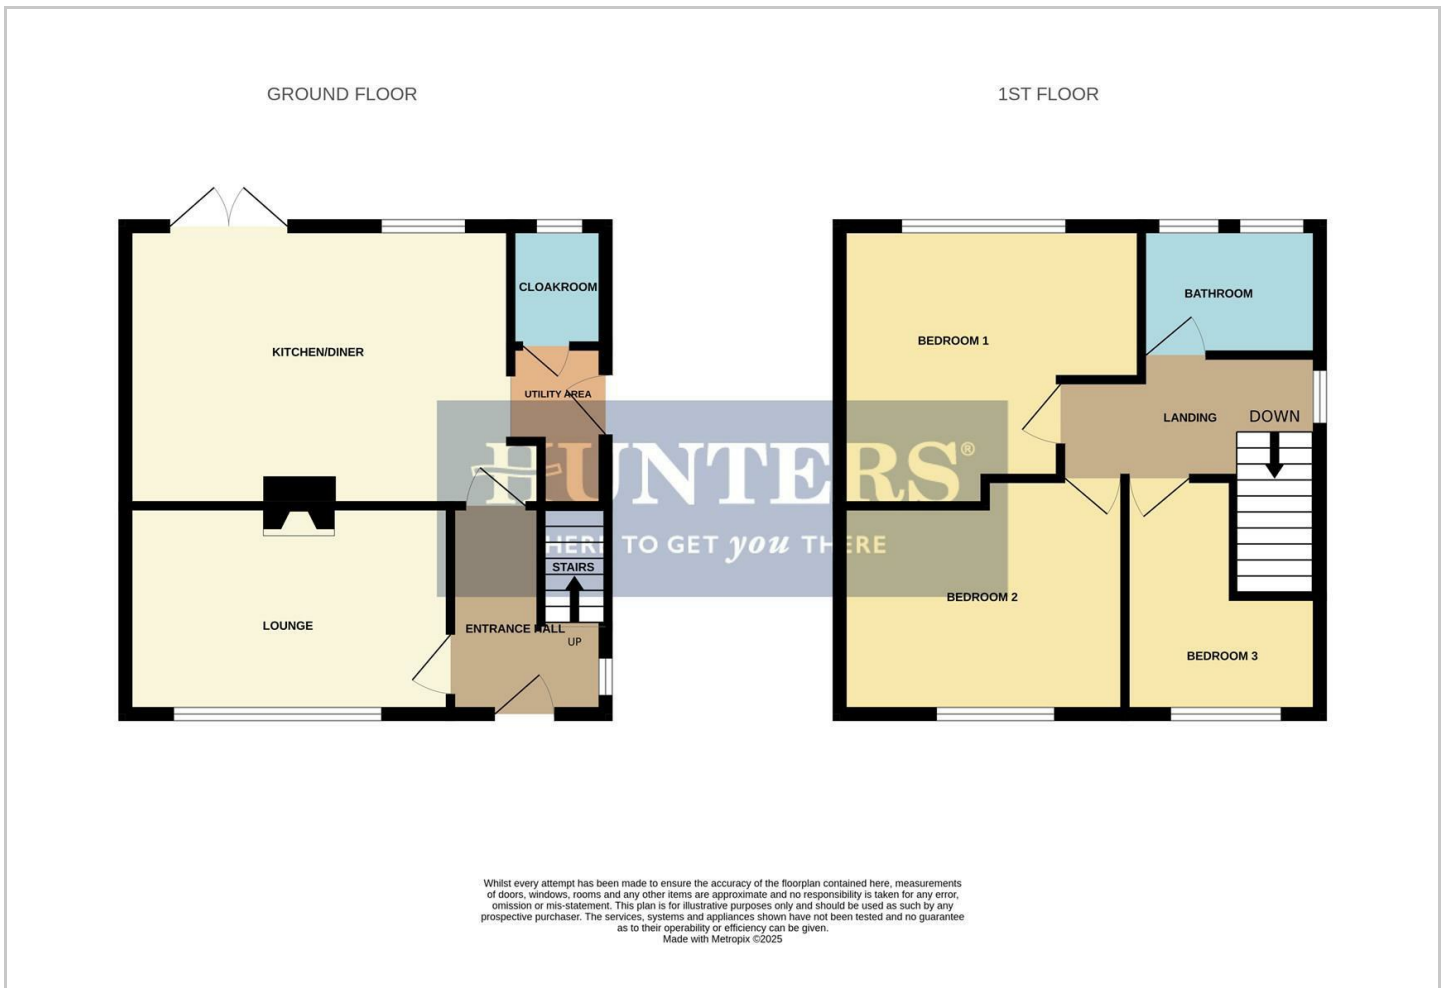 GROUND FLOOR
1ST FLOOR
CLOAKROOM
KITCHEN/DINER
UTILITY AREA
LOUNGE
ENTRANCE HALL
STAIRS
UP
BEDROOM 1
BATHROOM
LANDING
DOWN
BEDROOM 2
BEDROOM 3
HUNTERS®
HERE TO GET you THERE
Whilst every attempt has been made to ensure the accuracy of the floorplan contained here, measurements
of doors, windows, rooms and any other items are approximate and no responsibility is taken for any error,
omission or mis-statement. This plan is for illustrative purposes only and should be used as such by any
prospective purchaser. The services, systems and appliances shown have not been tested and no guarantee
as to their operability or efficiency can be given.
Made with Metropix ©2025